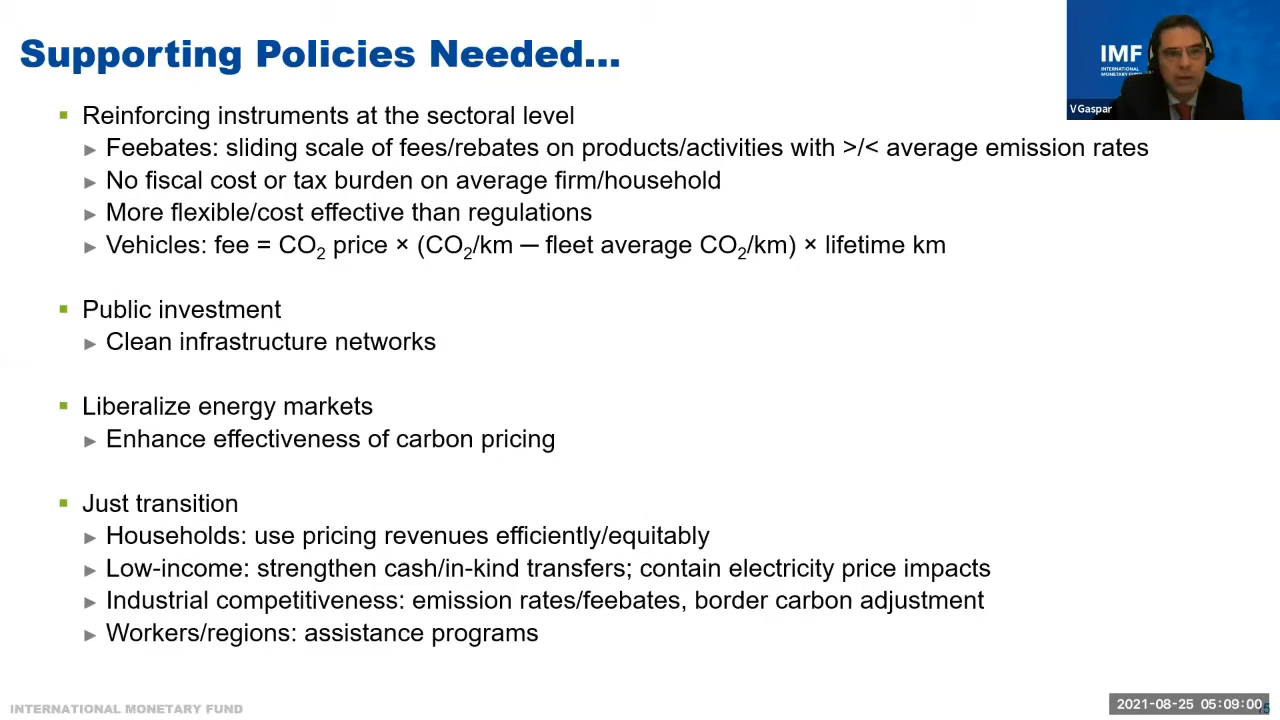 Supporting Policies Needed...
IMF
INTERNATIONAL
MONETARY FUND
V Gaspar
▪ Reinforcing instruments at the sectoral level
► Feebates: sliding scale of fees/rebates on products/activities with >/< average emission rates
► No fiscal cost or tax burden on average firm/household
► More flexible/cost effective than regulations
► Vehicles: fee = CO₂ price × (CO₂/km ─ fleet average CO₂/km) × lifetime km
▪ Public investment
► Clean infrastructure networks
▪ Liberalize energy markets
► Enhance effectiveness of carbon pricing
▪ Just transition
► Households: use pricing revenues efficiently/equitably
► Low-income: strengthen cash/in-kind transfers; contain electricity price impacts
► Industrial competitiveness: emission rates/feebates, border carbon adjustment
► Workers/regions: assistance programs
INTERNATIONAL MONETARY FUND
2021-08-25 05:09:00